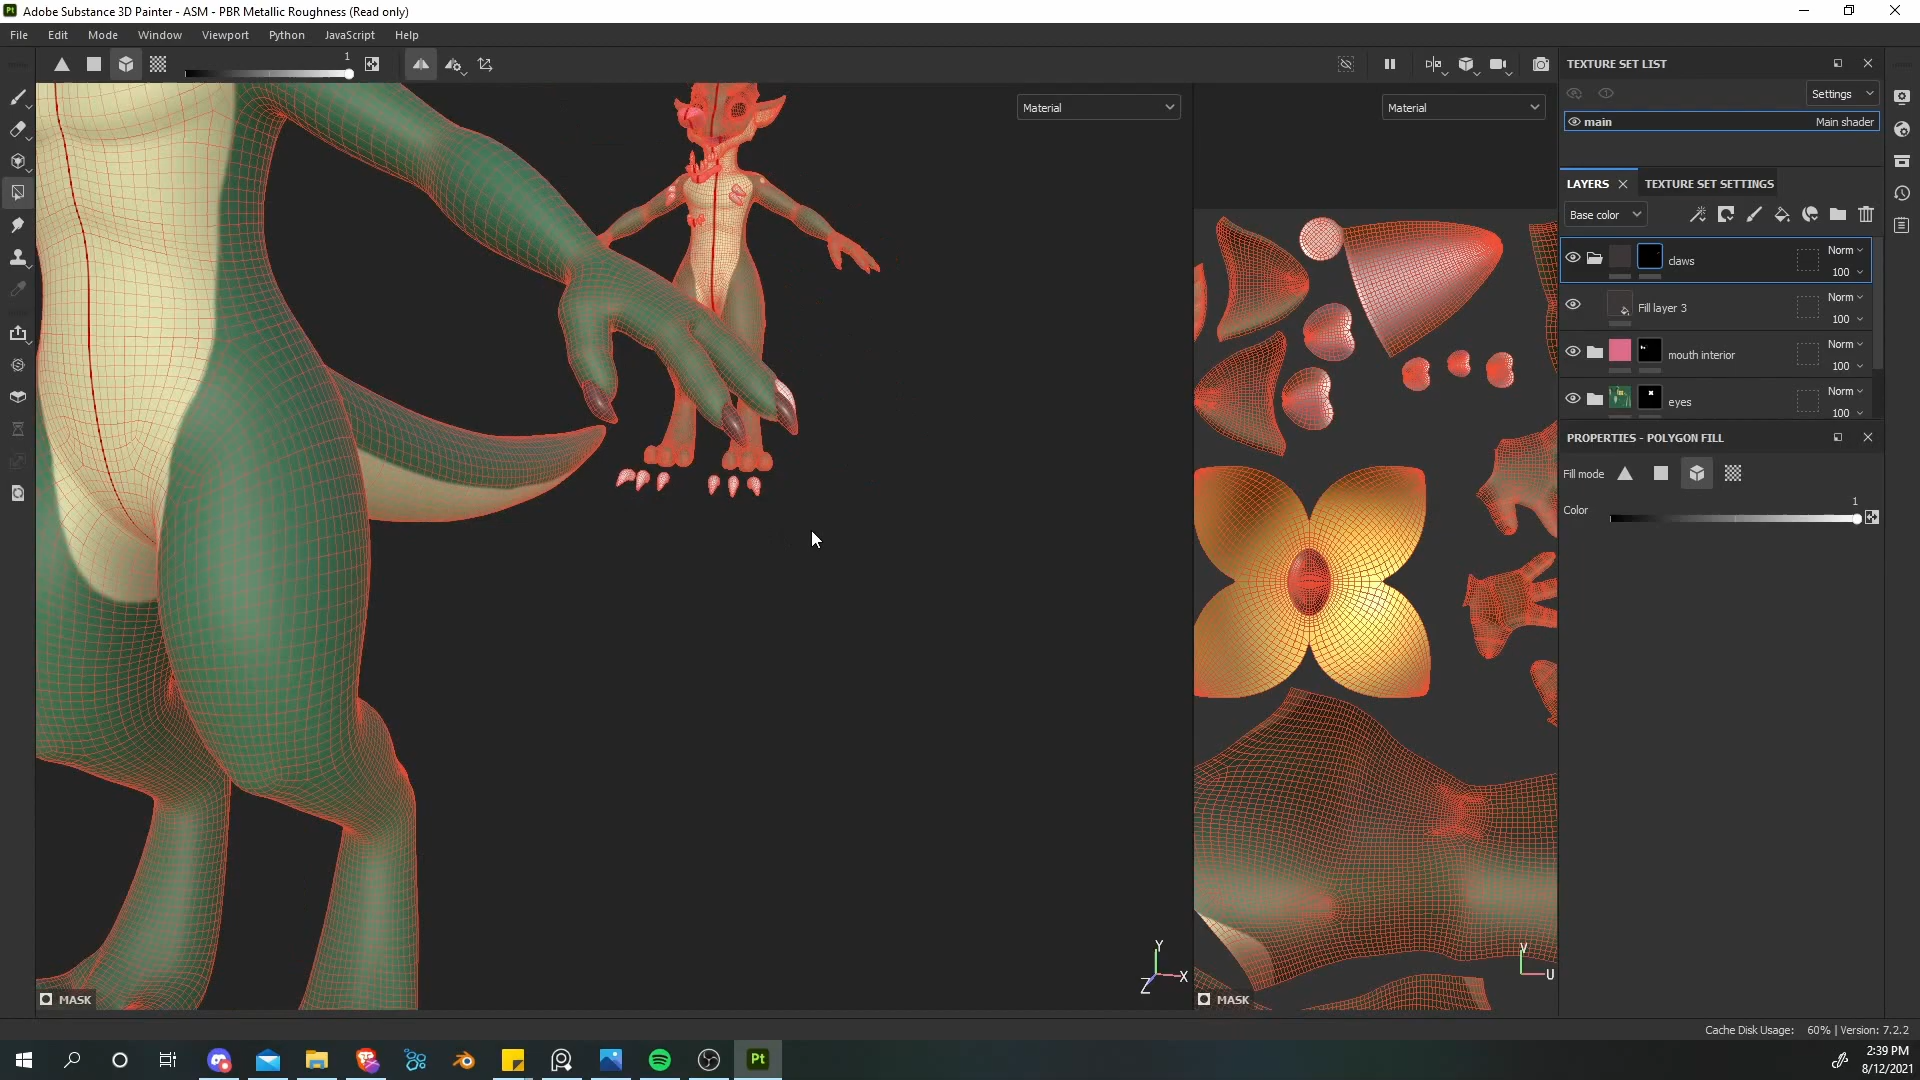 Pt Adobe Substance 3D Painter - ASM - PBR Metallic Roughness (Read only)
File Edit Mode Window Viewport Python JavaScript Help
1
Material
Material
TEXTURE SET LIST
Settings
main Main shader
LAYERS TEXTURE SET SETTINGS
Base color
claws Norm
100
Fill layer 3 Norm
100
mouth interior Norm
100
eyes Norm
100
PROPERTIES - POLYGON FILL
Fill mode
Color 1
Y
X
Z
V
U
MASK
MASK
Cache Disk Usage: 60% | Version: 7.2.2
Pt
2:39 PM
8/12/2021